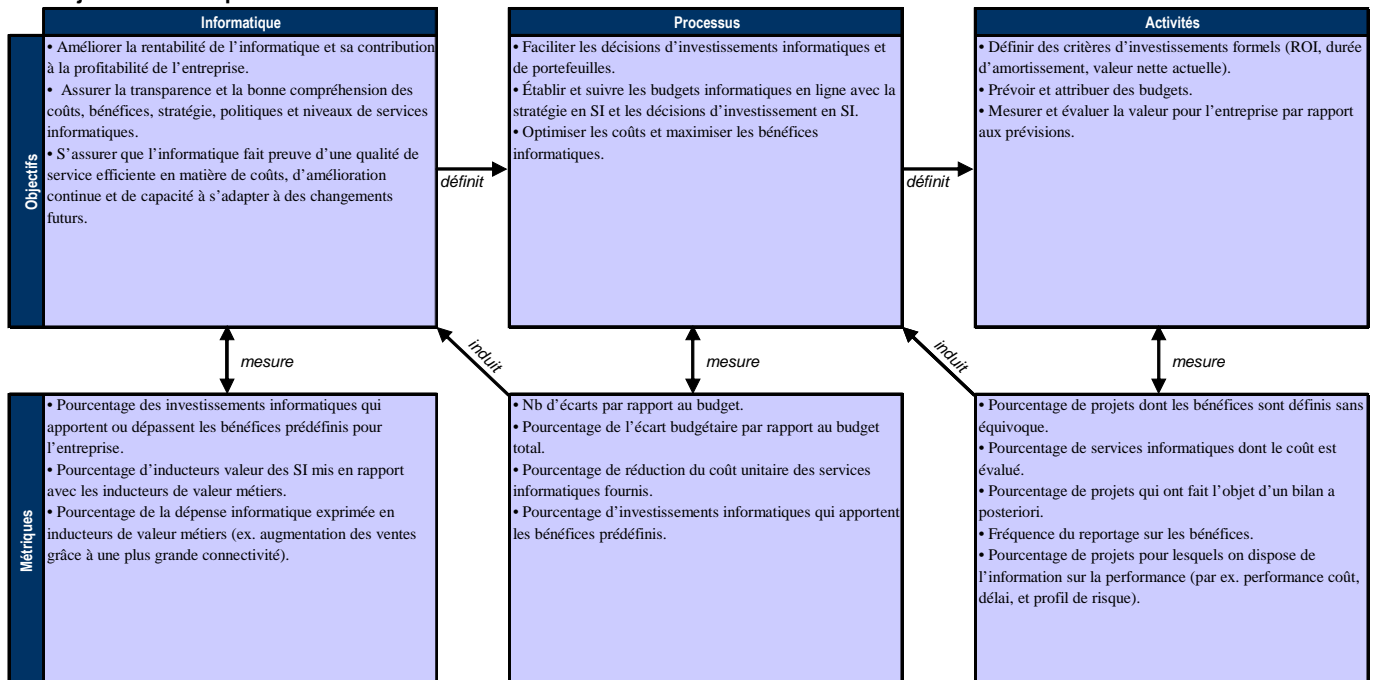 Informatique
Processus
Activités
Objectifs
• Améliorer la rentabilité de l’informatique et sa contribution
à la profitabilité de l’entreprise.
•  Assurer la transparence et la bonne compréhension des
coûts, bénéfices, stratégie, politiques et niveaux de services
informatiques.
• S’assurer que l’informatique fait preuve d’une qualité de
service efficiente en matière de coûts, d’amélioration
continue et de capacité à s’adapter à des changements
futurs.
définit
• Faciliter les décisions d’investissements informatiques et
de portefeuilles.
• Établir et suivre les budgets informatiques en ligne avec la
stratégie en SI et les décisions d’investissement en SI.
• Optimiser les coûts et maximiser les bénéfices
informatiques.
définit
• Définir des critères d’investissements formels (ROI, durée
d’amortissement, valeur nette actuelle).
• Prévoir et attribuer des budgets.
• Mesurer et évaluer la valeur pour l’entreprise par rapport
aux prévisions.
mesure
induit
mesure
induit
mesure
Métriques
• Pourcentage des investissements informatiques qui
apportent ou dépassent les bénéfices prédéfinis pour
l’entreprise.
• Pourcentage d’inducteurs valeur des SI mis en rapport
avec les inducteurs de valeur métiers.
• Pourcentage de la dépense informatique exprimée en
inducteurs de valeur métiers (ex. augmentation des ventes
grâce à une plus grande connectivité).
• Nb d’écarts par rapport au budget.
• Pourcentage de l’écart budgétaire par rapport au budget
total.
• Pourcentage de réduction du coût unitaire des services
informatiques fournis.
• Pourcentage d’investissements informatiques qui apportent
les bénéfices prédéfinis.
• Pourcentage de projets dont les bénéfices sont définis sans
équivoque.
• Pourcentage de services informatiques dont le coût est
évalué.
• Pourcentage de projets qui ont fait l’objet d’un bilan a
posteriori.
• Fréquence du reportage sur les bénéfices.
• Pourcentage de projets pour lesquels on dispose de
l’information sur la performance (par ex. performance coût,
délai, et profil de risque).